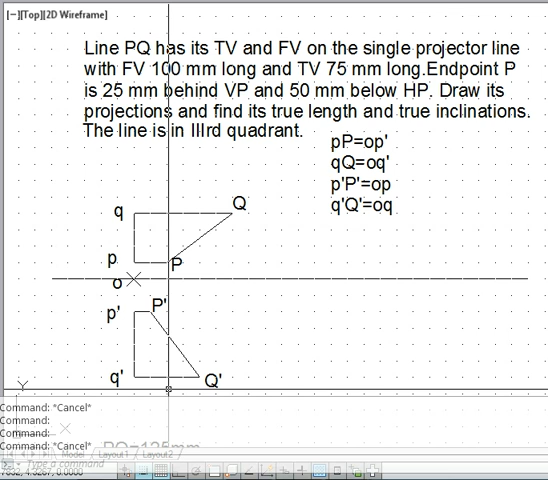 [−][Top][2D Wireframe]
Line PQ has its TV and FV on the single projector line
with FV 100 mm long and TV 75 mm long.Endpoint P
is 25 mm behind VP and 50 mm below HP. Draw its
projections and find its true length and true inclinations.
The line is in IIIrd quadrant.
pP=op'
qQ=oq'
p'P'=op
q'Q'=oq
q
Q
p
P
o
p'
P'
q'
Q'
Y
Command: *Cancel*
Command:
Command:
Command: *Cancel*
PQ=125mm
Model
Layout1
Layout2
Type a command